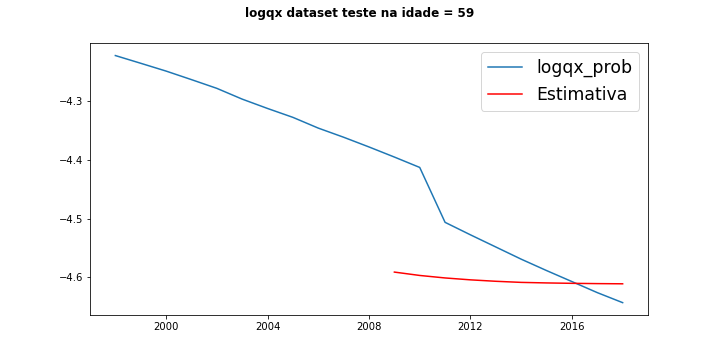 logqx dataset teste na idade = 59
logqx_prob
Estimativa
−4.3
−4.4
−4.5
−4.6
2000 2004 2008 2012 2016